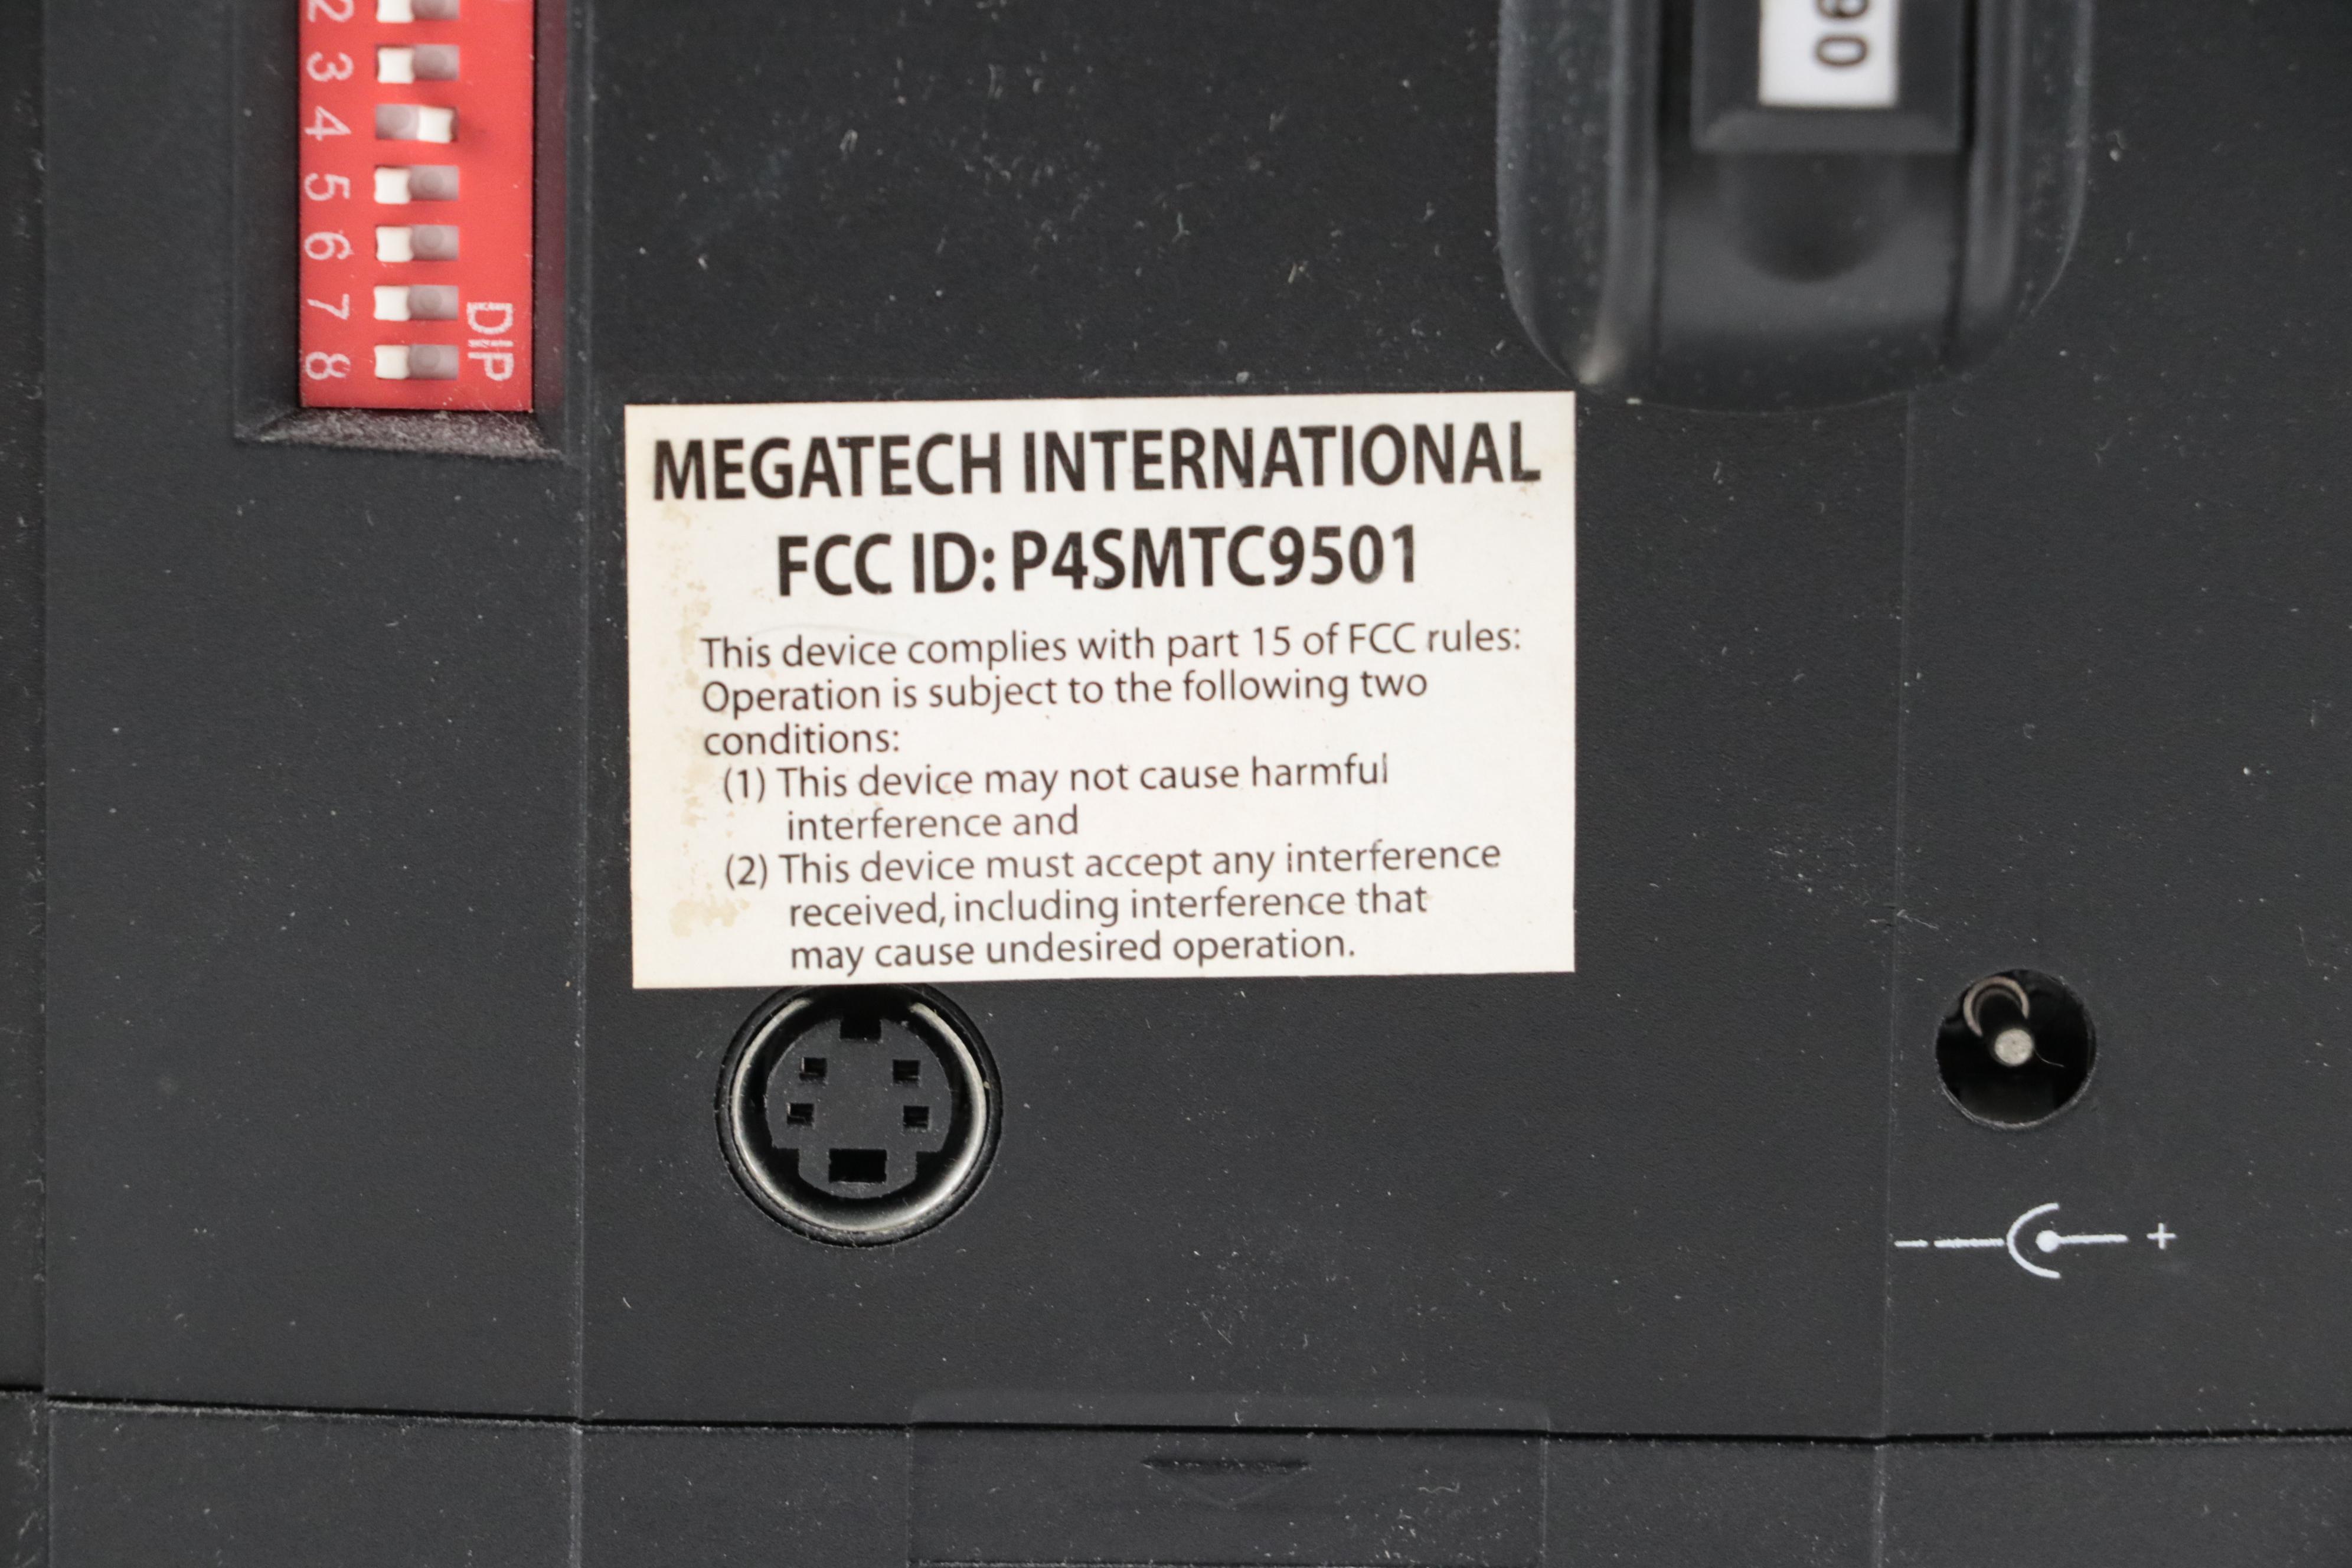 2
3
4
5
6
7
8
DIP
MEGATECH INTERNATIONAL
FCC ID: P4SMTC9501
This device complies with part 15 of FCC rules:
Operation is subject to the following two
conditions:
(1) This device may not cause harmful
interference and
(2) This device must accept any interference
received, including interference that
may cause undesired operation.
- +